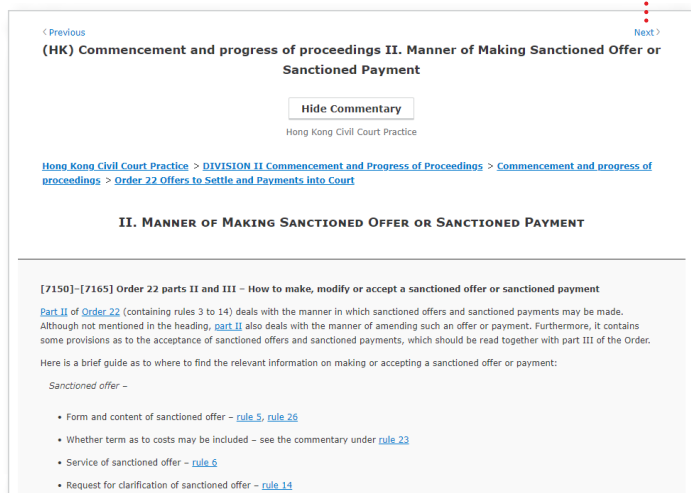 < Previous
Next >
(HK) Commencement and progress of proceedings II. Manner of Making Sanctioned Offer or
Sanctioned Payment
Hide Commentary
Hong Kong Civil Court Practice
Hong Kong Civil Court Practice > DIVISION II Commencement and Progress of Proceedings > Commencement and progress of
proceedings > Order 22 Offers to Settle and Payments into Court
II. Manner of Making Sanctioned Offer or Sanctioned Payment
[7150]–[7165] Order 22 parts II and III – How to make, modify or accept a sanctioned offer or sanctioned payment
Part II of Order 22 (containing rules 3 to 14) deals with the manner in which sanctioned offers and sanctioned payments may be made.
Although not mentioned in the heading, part II also deals with the manner of amending such an offer or payment. Furthermore, it contains
some provisions as to the acceptance of sanctioned offers and sanctioned payments, which should be read together with part III of the Order.
Here is a brief guide as to where to find the relevant information on making or accepting a sanctioned offer or payment:
Sanctioned offer –
• Form and content of sanctioned offer – rule 5, rule 26
• Whether term as to costs may be included – see the commentary under rule 23
• Service of sanctioned offer – rule 6
• Request for clarification of sanctioned offer – rule 14